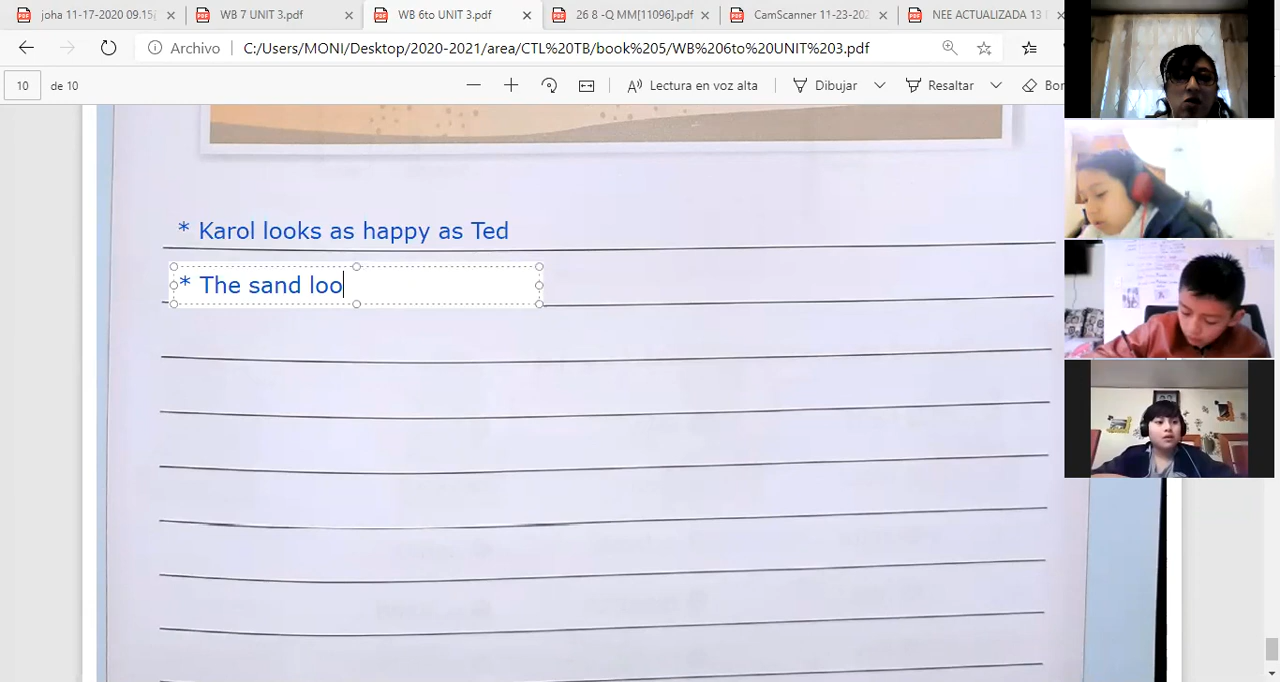 joha 11-17-2020 09.15
WB 7 UNIT 3.pdf
WB 6to UNIT 3.pdf
26 8 -Q MM[11096].pdf
CamScanner 11-23-202
NEE ACTUALIZADA 13
Archivo
C:/Users/MONI/Desktop/2020-2021/area/CTL%20TB/book%205/WB%206to%20UNIT%203.pdf
10 de 10
Lectura en voz alta
Dibujar
Resaltar
Bor
* Karol looks as happy as Ted
* The sand loo